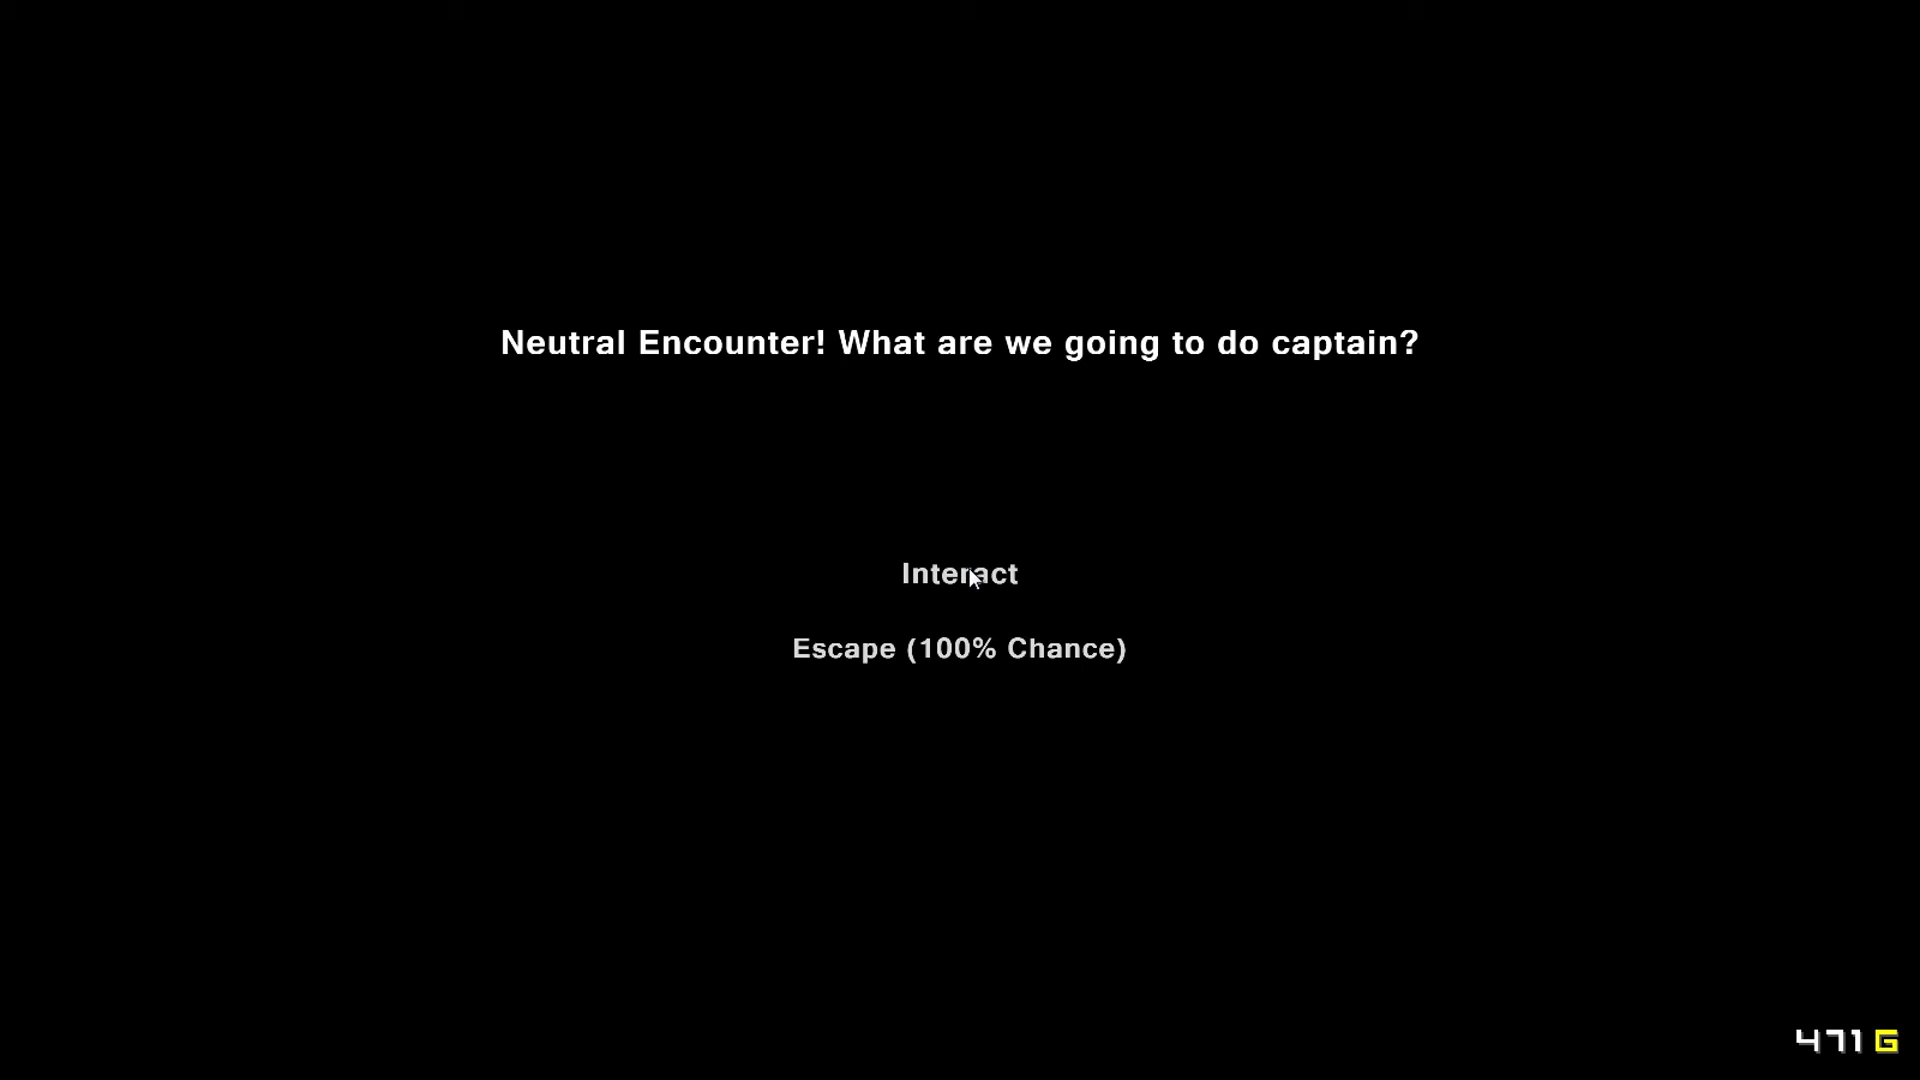 Neutral Encounter! What are we going to do captain?
Interact
Escape (100% Chance)
471 G